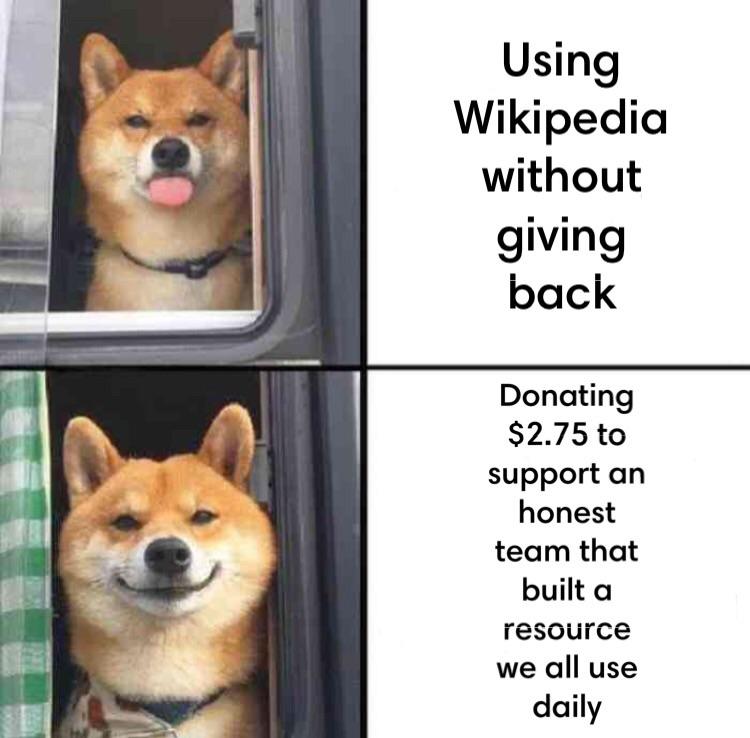 Using
Wikipedia
without
giving
back
Donating
$2.75 to
support an
honest
team that
built a
resource
we all use
daily